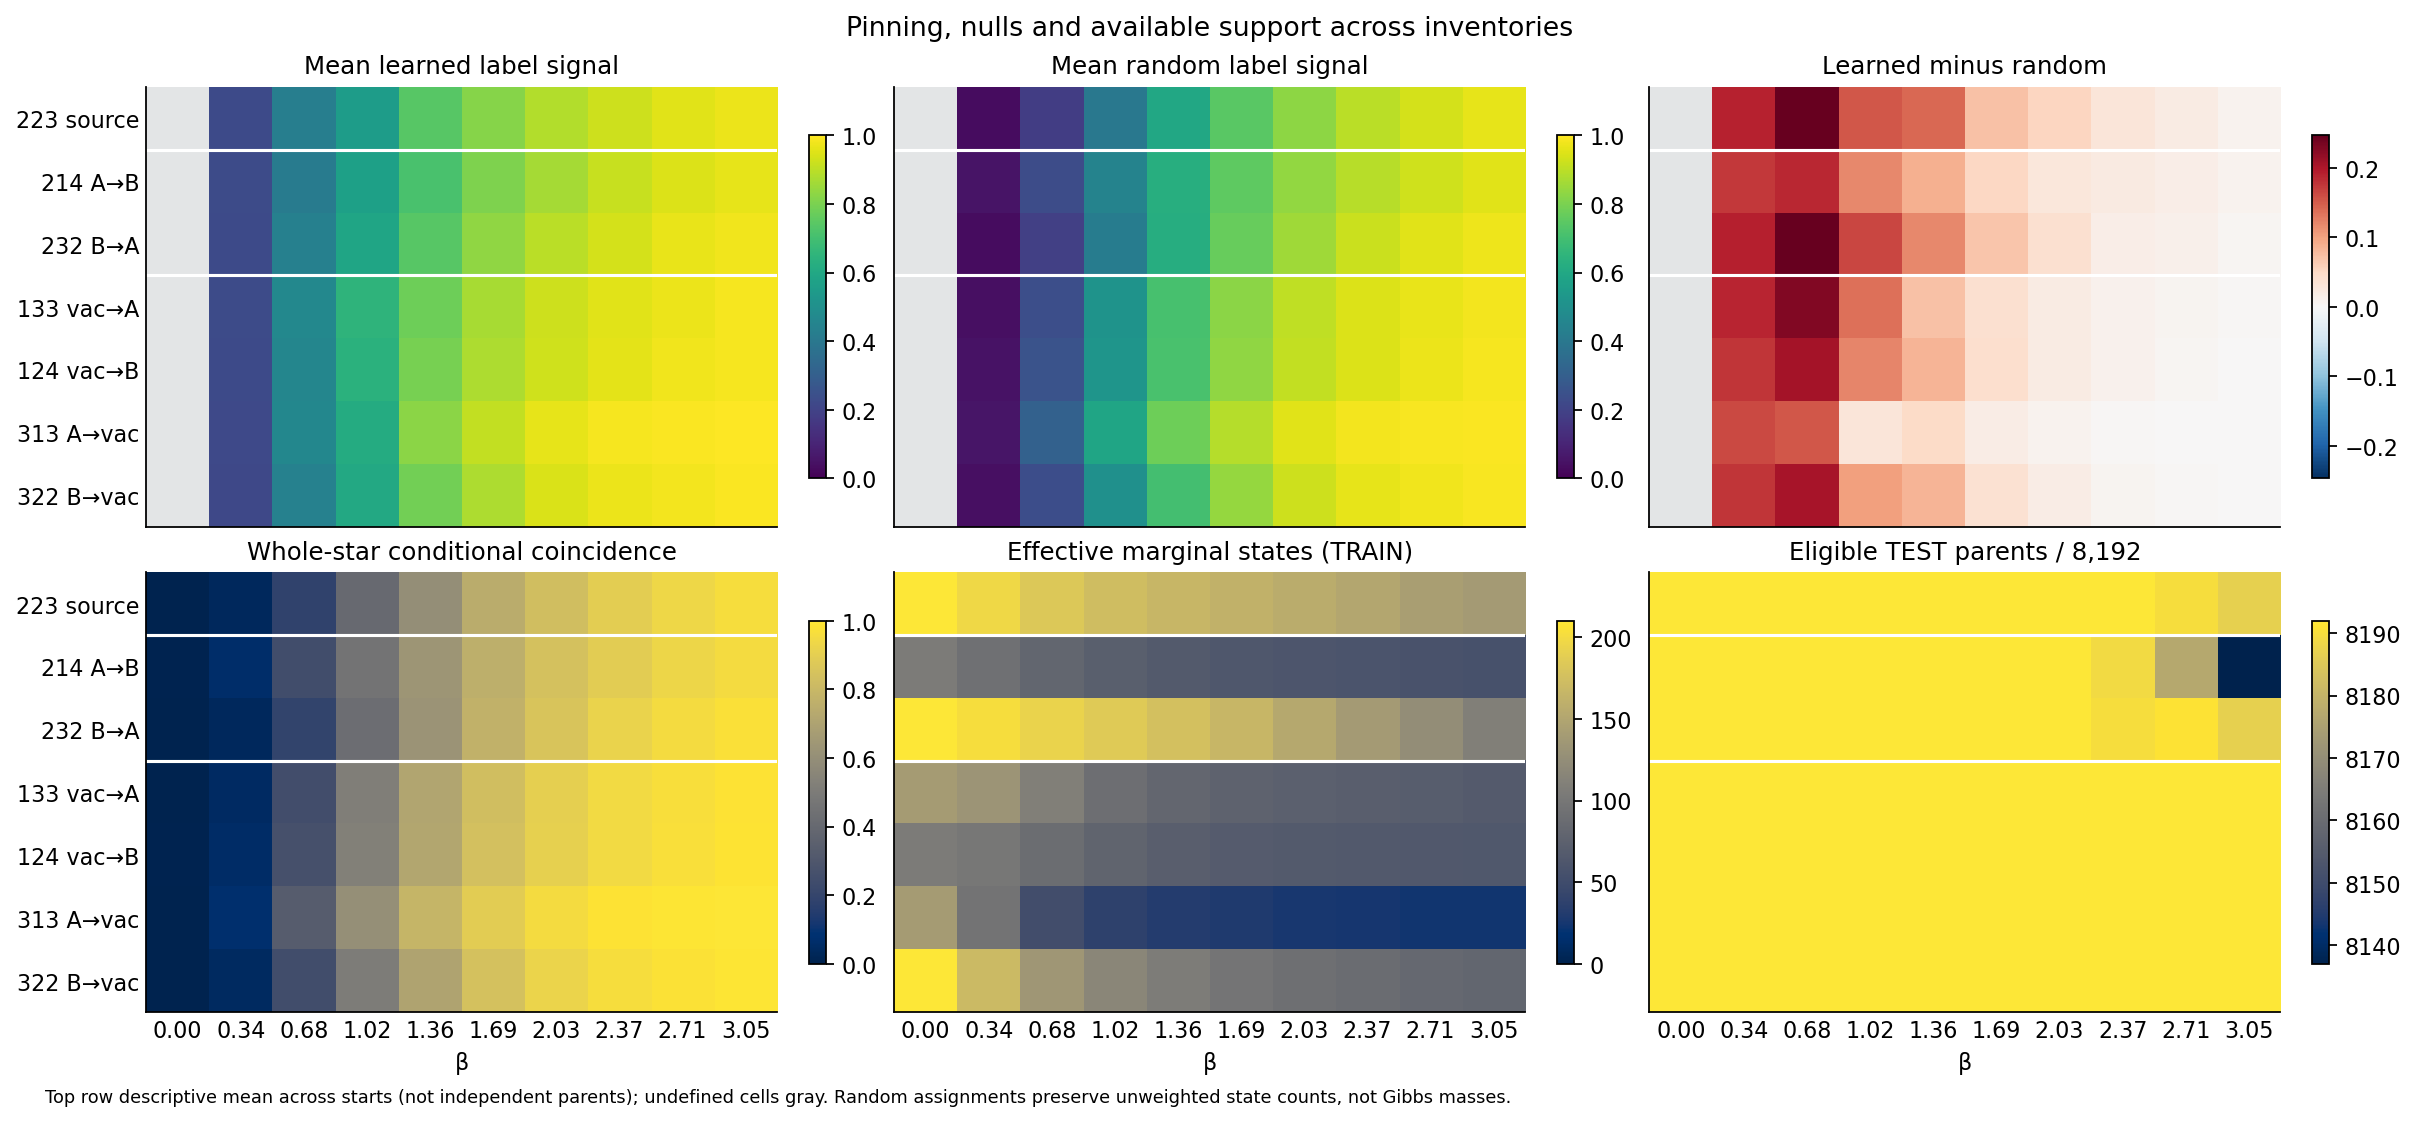 Pinning, nulls and available support across inventories
Mean learned label signal
Mean random label signal
Learned minus random
223 source
214 A→B
232 B→A
133 vac→A
124 vac→B
313 A→vac
322 B→vac
1.0
0.8
0.6
0.4
0.2
0.0
1.0
0.8
0.6
0.4
0.2
0.0
0.2
0.1
0.0
−0.1
−0.2
Whole-star conditional coincidence
Effective marginal states (TRAIN)
Eligible TEST parents / 8,192
223 source
214 A→B
232 B→A
133 vac→A
124 vac→B
313 A→vac
322 B→vac
1.0
0.8
0.6
0.4
0.2
0.0
200
150
100
50
0
8190
8180
8170
8160
8150
8140
0.00 0.34 0.68 1.02 1.36 1.69 2.03 2.37 2.71 3.05
0.00 0.34 0.68 1.02 1.36 1.69 2.03 2.37 2.71 3.05
0.00 0.34 0.68 1.02 1.36 1.69 2.03 2.37 2.71 3.05
β
β
β
Top row descriptive mean across starts (not independent parents); undefined cells gray. Random assignments preserve unweighted state counts, not Gibbs masses.